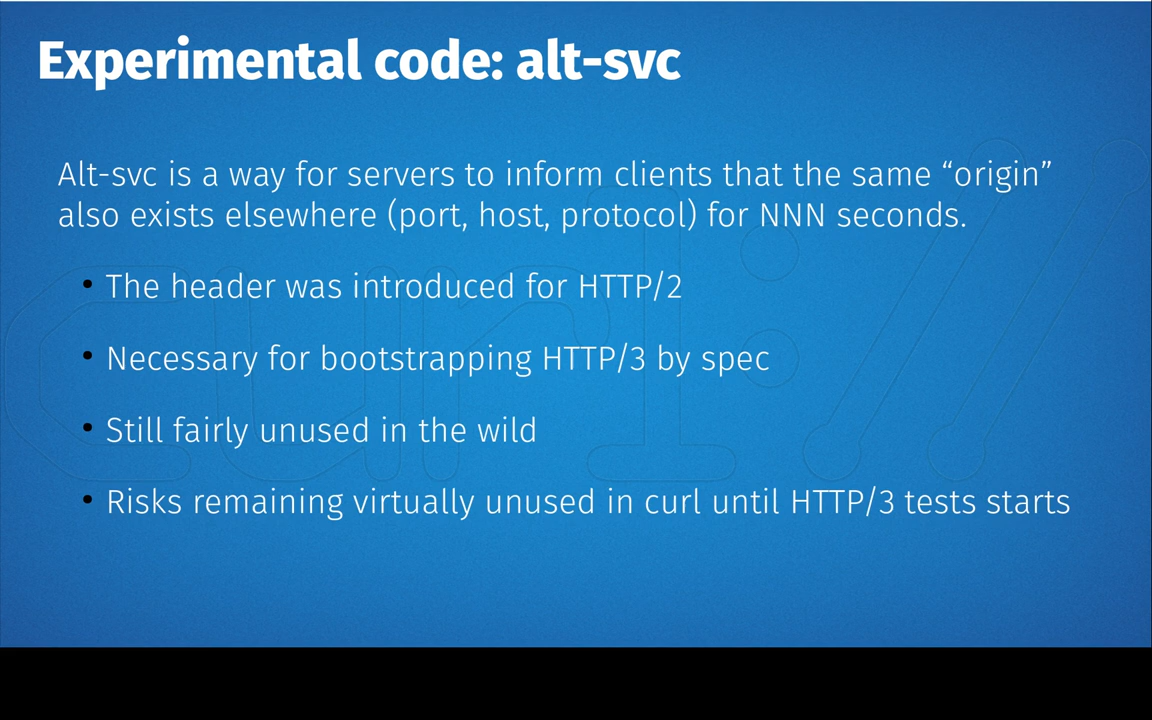 Experimental code: alt-svc
Alt-svc is a way for servers to inform clients that the same “origin”
also exists elsewhere (port, host, protocol) for NNN seconds.
• The header was introduced for HTTP/2
• Necessary for bootstrapping HTTP/3 by spec
• Still fairly unused in the wild
• Risks remaining virtually unused in curl until HTTP/3 tests starts
curl://